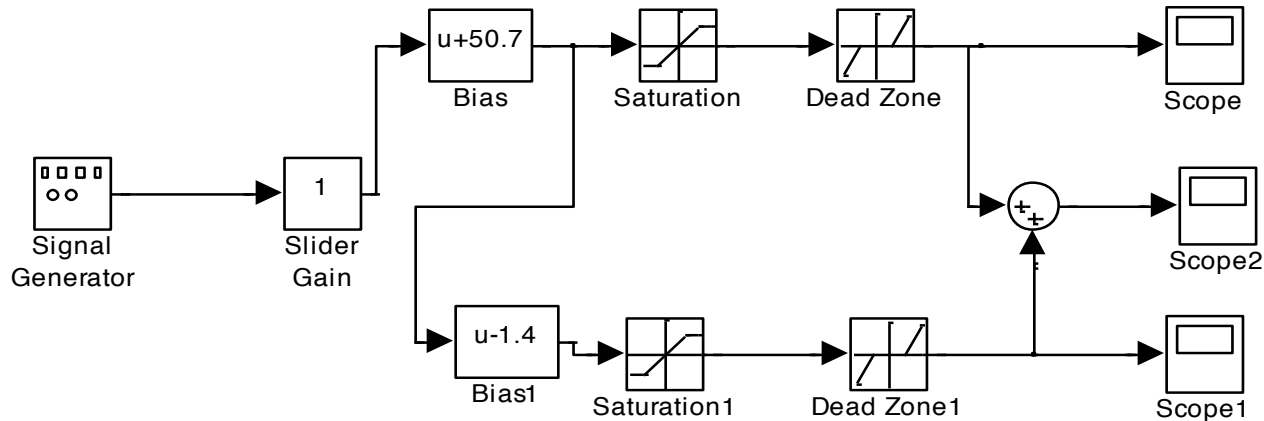 u+50.7
Bias
Saturation
Dead Zone
Scope
Signal
Generator
1
Slider
Gain
Scope2
u-1.4
Bias1
Saturation1
Dead Zone1
Scope1